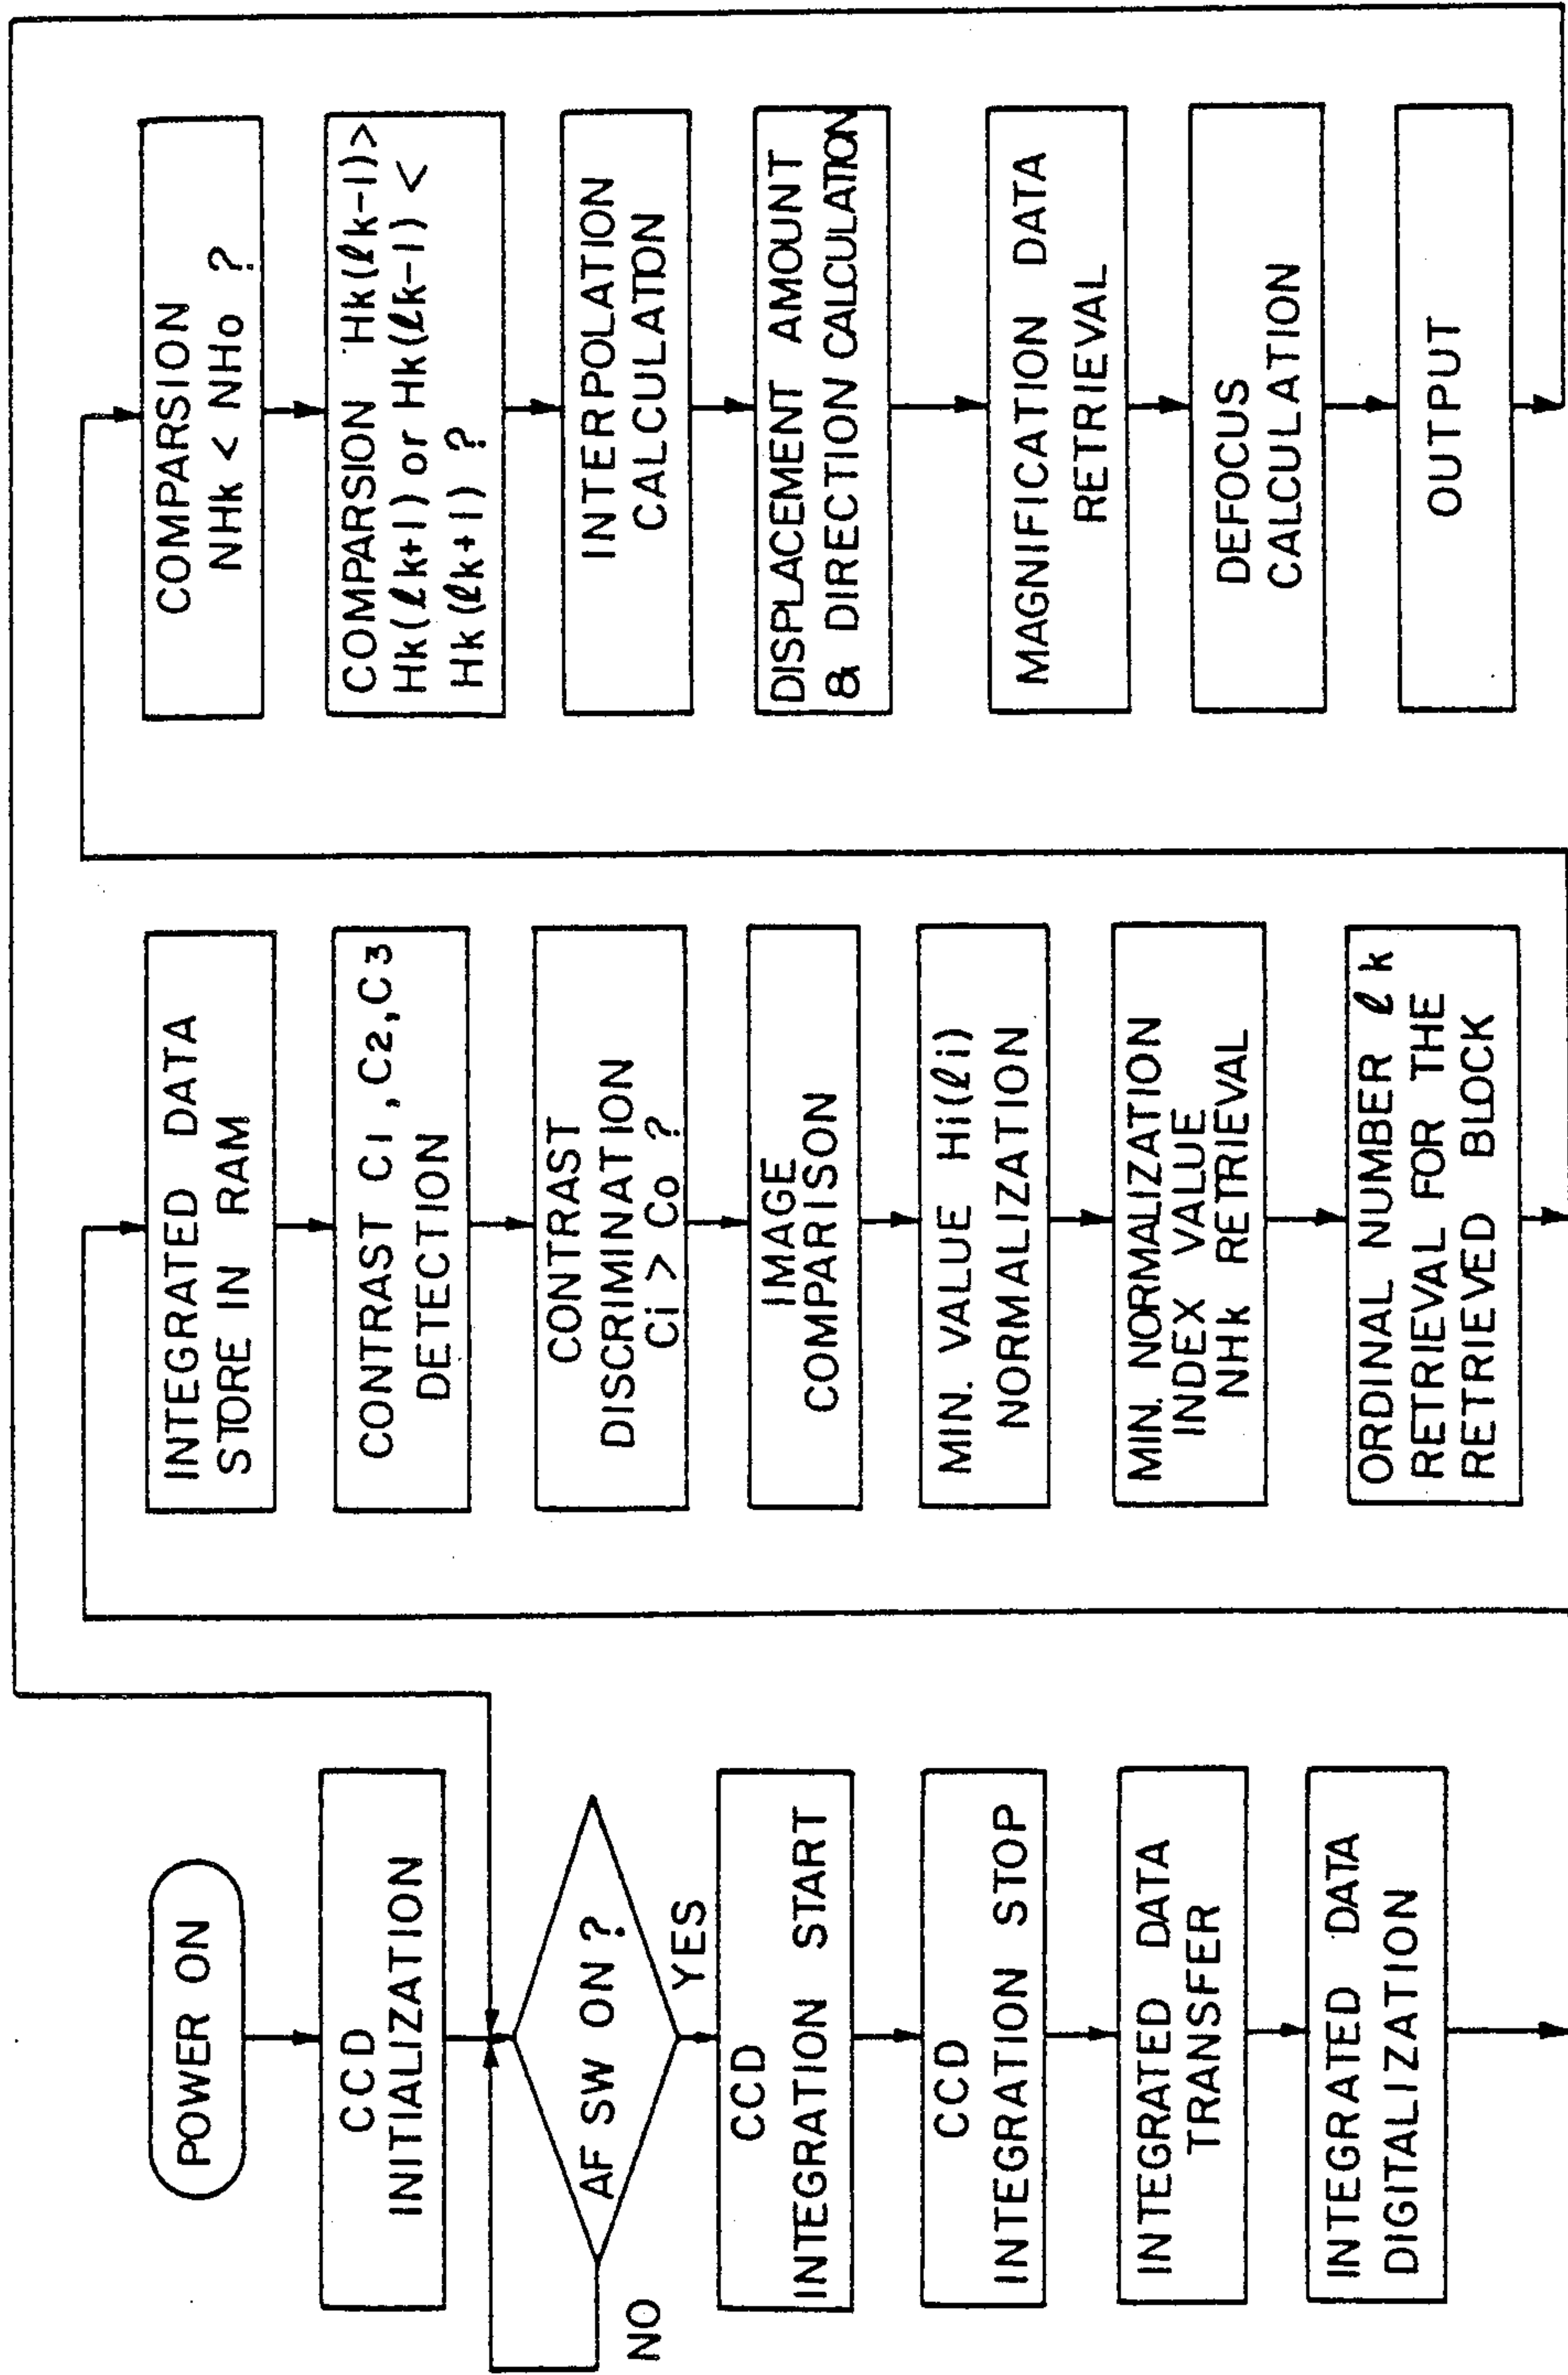 POWER ON
CCD
INITIALIZATION
AF SW ON ?
NO
YES
CCD
INTEGRATION START
CCD
INTEGRATION STOP
INTEGRATED DATA
TRANSFER
INTEGRATED DATA
DIGITALIZATION
INTEGRATED DATA
STORE IN RAM
CONTRAST C1, C2, C3
DETECTION
CONTRAST
DISCRIMINATION
Ci > Co ?
IMAGE
COMPARISON
MIN. VALUE Hi(ℓi)
NORMALIZATION
MIN. NORMALIZATION
INDEX VALUE
NHk RETRIEVAL
ORDINAL NUMBER ℓk
RETRIEVAL FOR THE
RETRIEVED BLOCK
COMPARSION
NHk < NHo ?
COMPARSION Hk(ℓk-1)>
Hk(ℓk+1) or Hk(ℓk-1) <
Hk(ℓk+1) ?
INTERPOLATION
CALCULATION
DISPLACEMENT AMOUNT
& DIRECTION CALCULATION
MAGNIFICATION DATA
RETRIEVAL
DEFOCUS
CALCULATION
OUTPUT